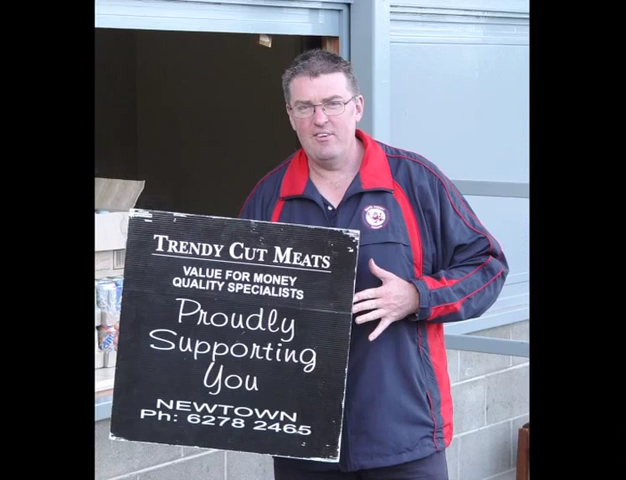 TRENDY CUT MEATS
VALUE FOR MONEY
QUALITY SPECIALISTS
Proudly
Supporting
You
NEWTOWN
Ph: 6278 2465